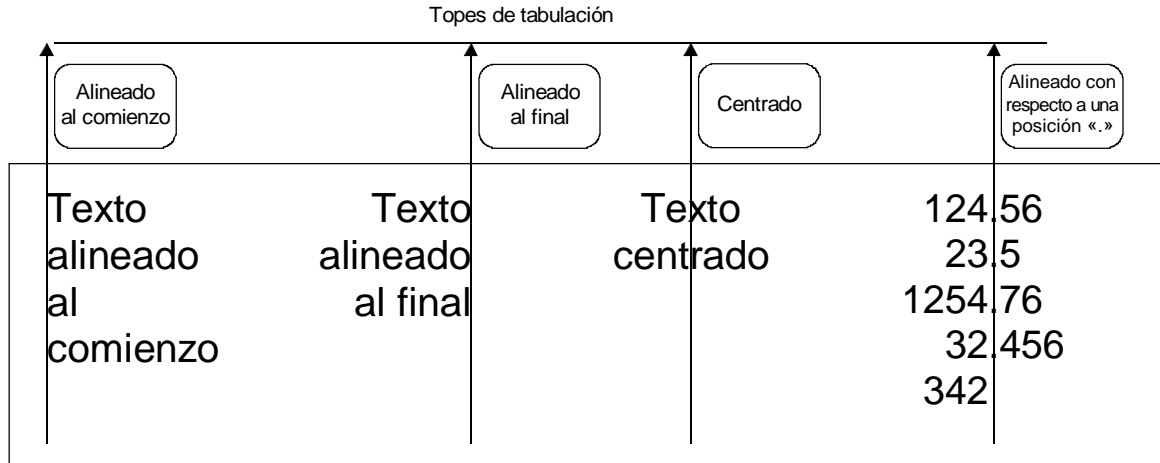 Topes de tabulación
Alineado
al comienzo
Alineado
al final
Centrado
Alineado con
respecto a una
posición «.»
Texto
alineado
al
comienzo
Texto
alineado
al final
Texto
centrado
124.56
23.5
1254.76
32.456
342